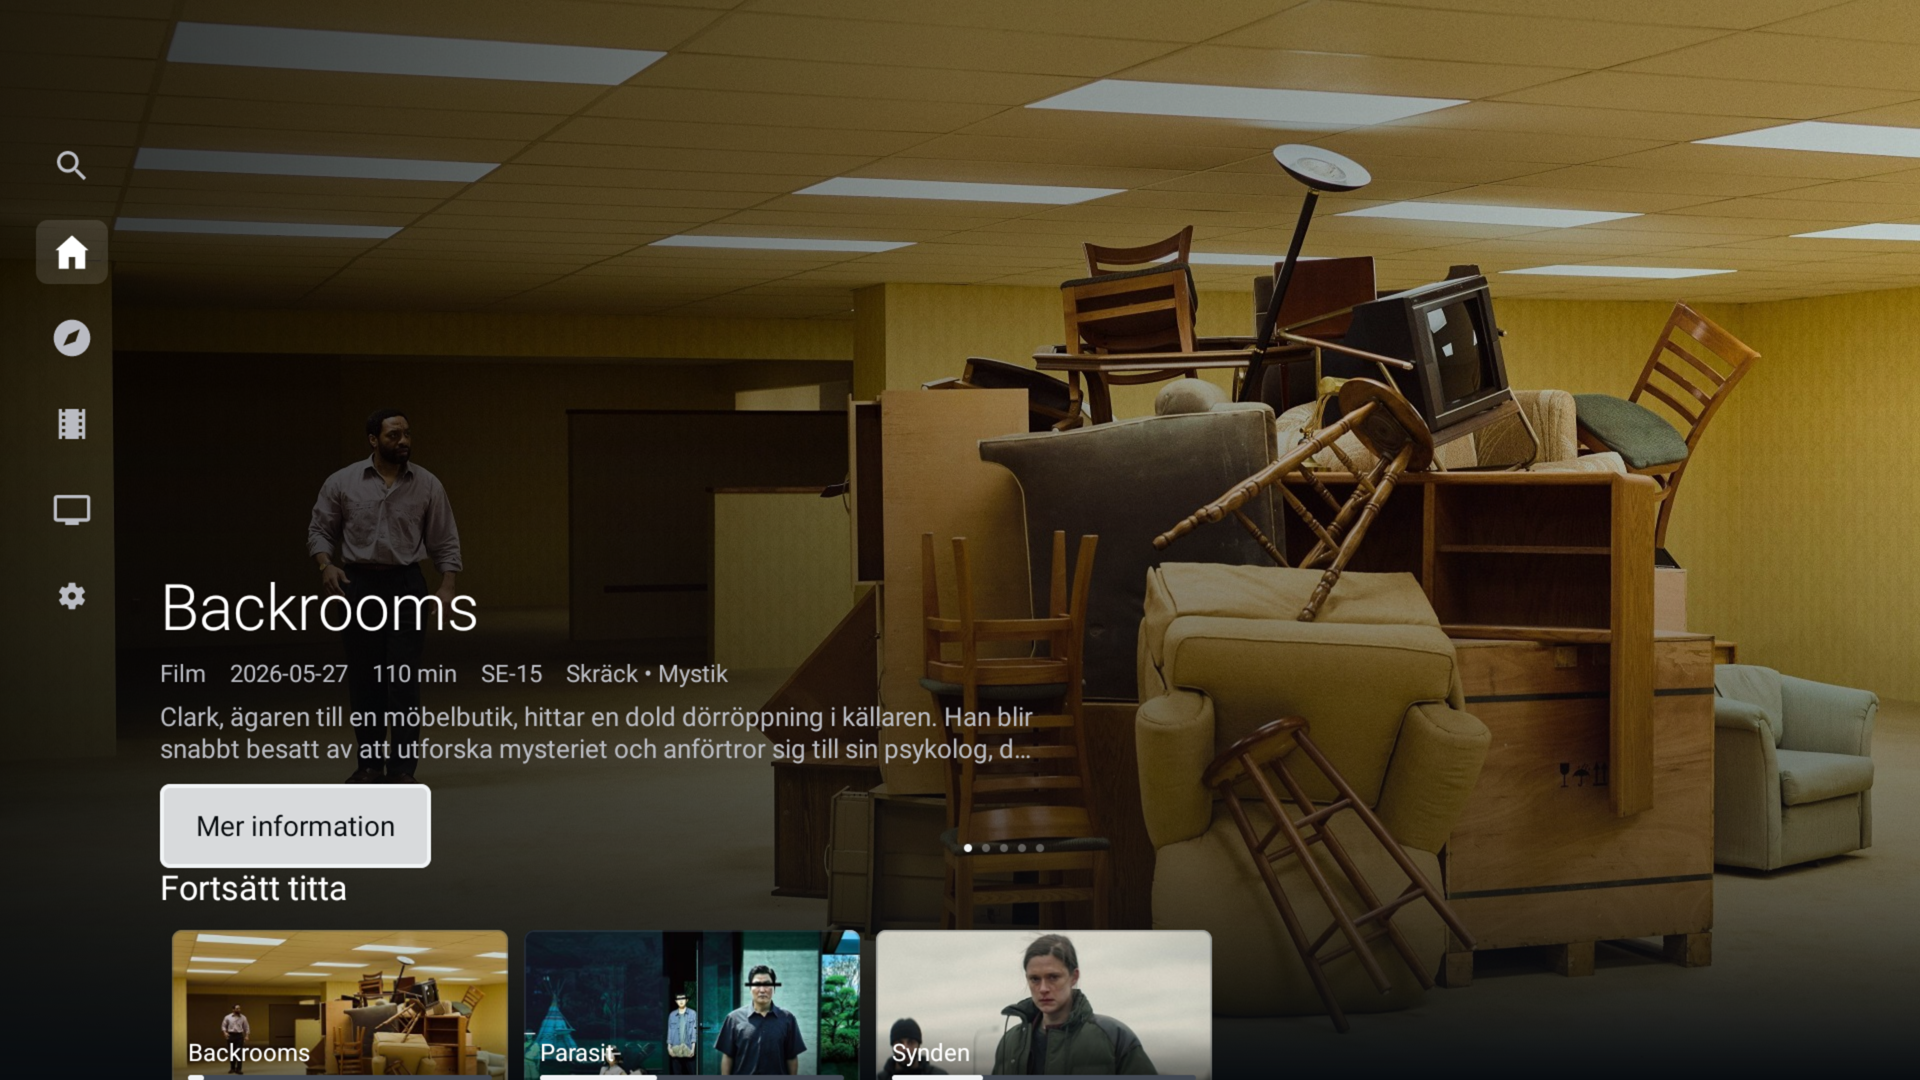 Backrooms
Film 2026-05-27 110 min SE-15 Skräck • Mystik
Clark, ägaren till en möbelbutik, hittar en dold dörröppning i källaren. Han blir
snabbt besatt av att utforska mysteriet och anförtror sig till sin psykolog, d...
Mer information
Fortsätt titta
Backrooms
Parasit
Synden